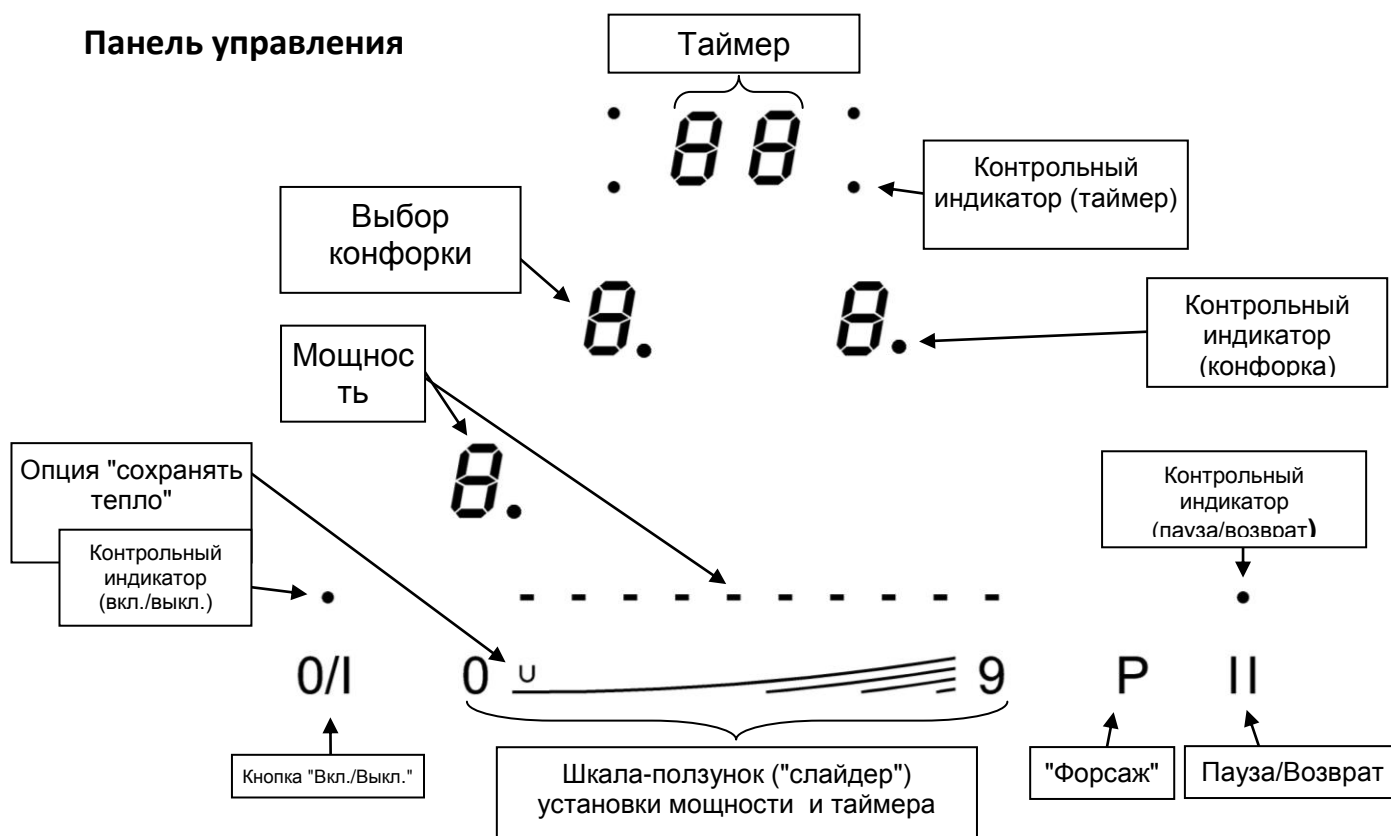 Панель управления
Таймер
88
Контрольный
индикатор (таймер)
Выбор
конфорки
8. 8.
Контрольный
индикатор
(конфорка)
Мощнос
ть
8.
Опция "сохранять
тепло"
Контрольный
индикатор
(вкл./выкл.)
Контрольный
индикатор
(пауза/возврат)
0/I 0 U 9 P II
Кнопка "Вкл./Выкл."
Шкала-ползунок ("слайдер")
установки мощности и таймера
"Форсаж"
Пауза/Возврат